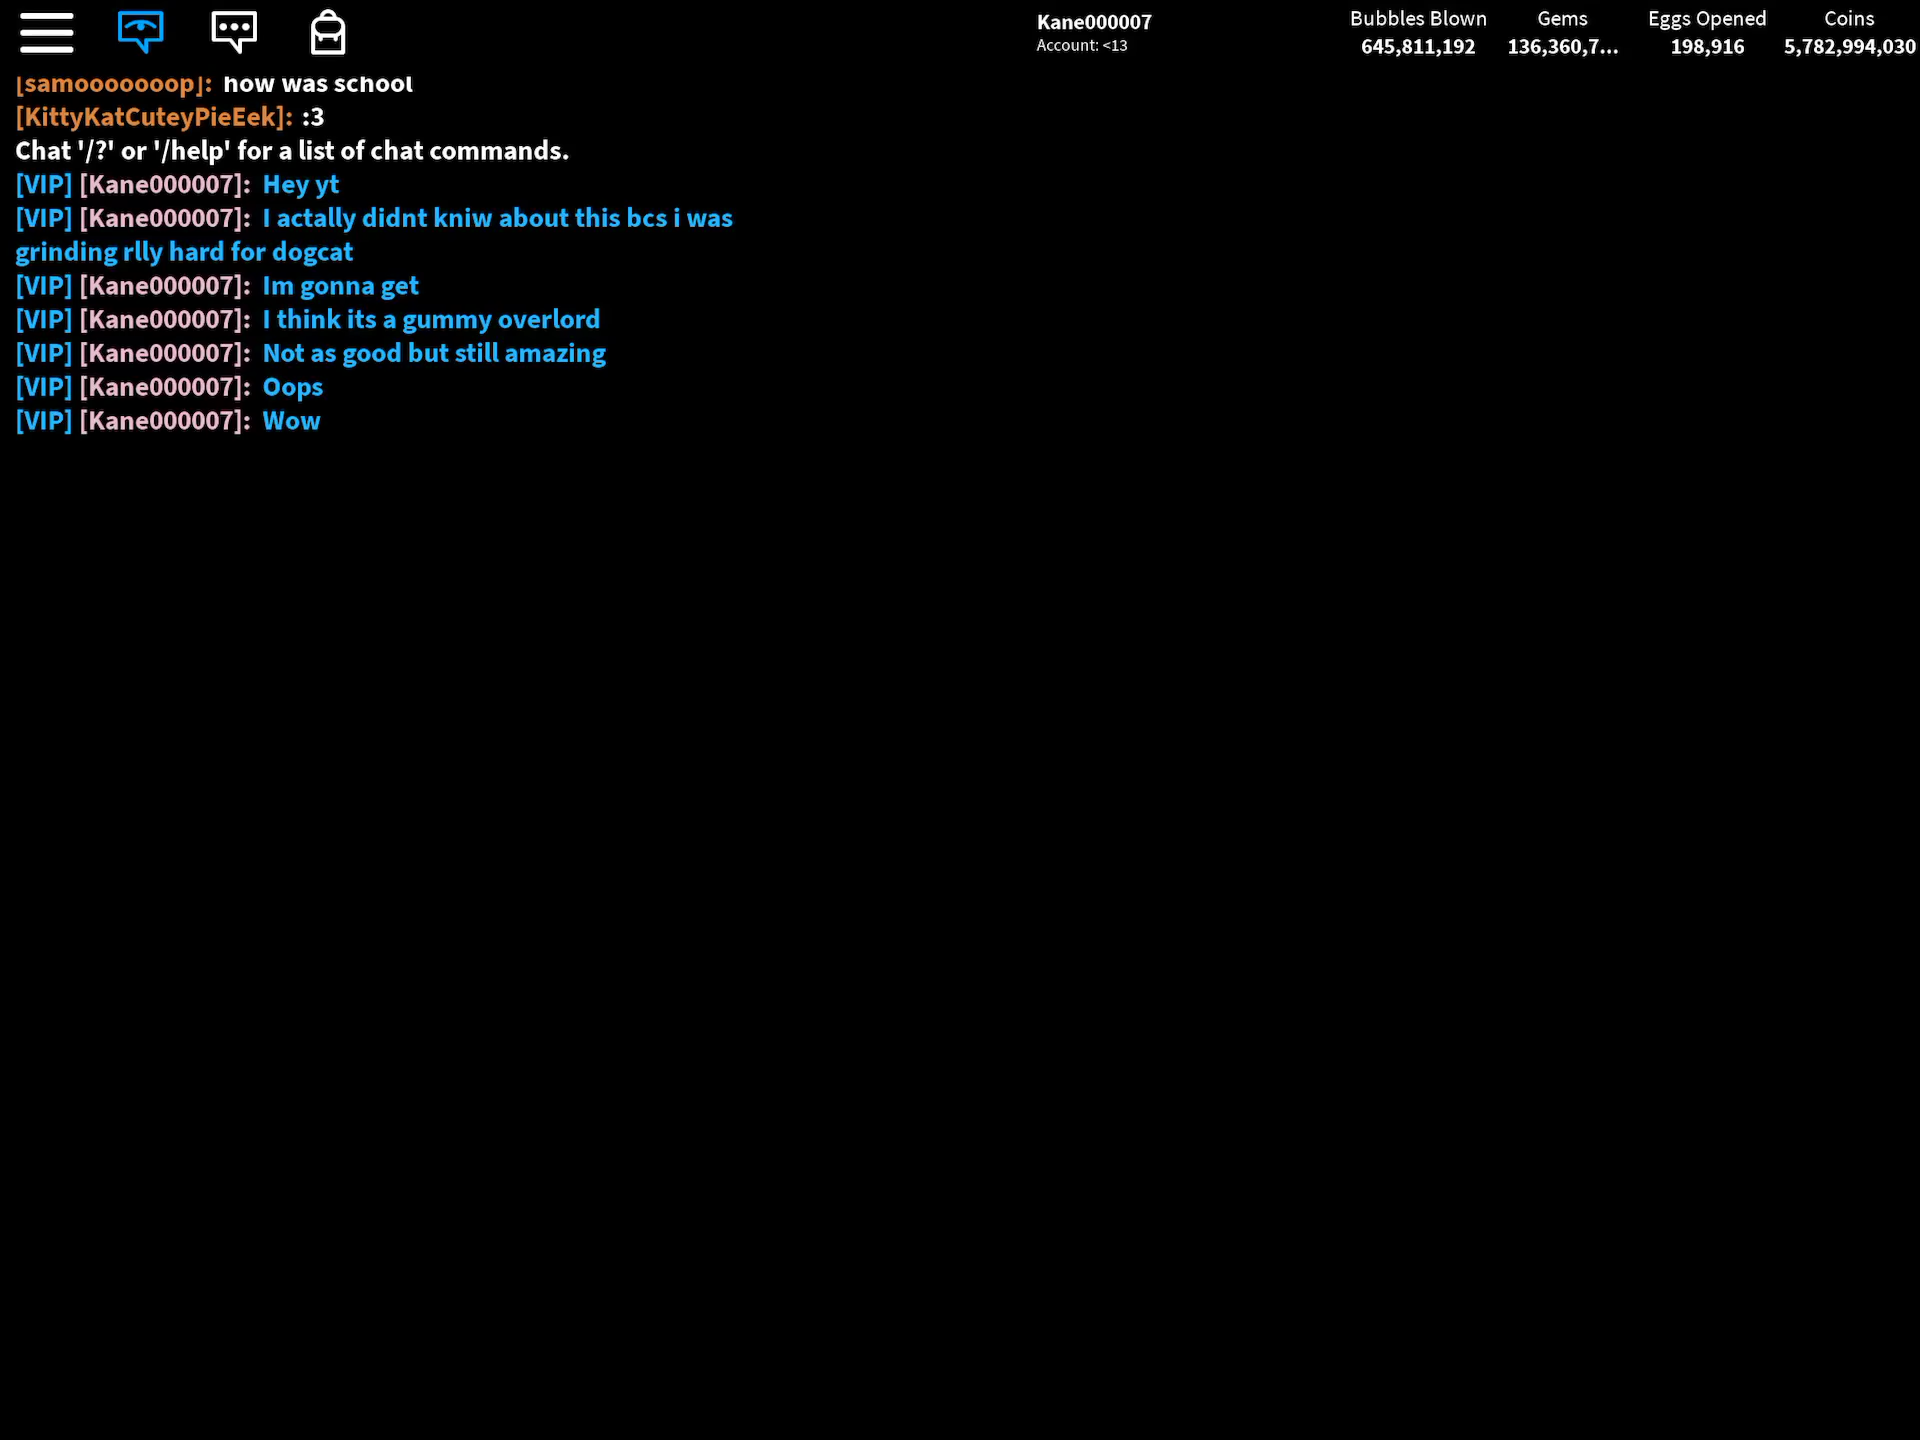 Kane000007
Account: <13
Bubbles Blown
645,811,192
Gems
136,360,7...
Eggs Opened
198,916
Coins
5,782,994,030
[samooooooop]: how was school
[KittyKatCuteyPieEek]: :3
Chat '/?' or '/help' for a list of chat commands.
[VIP] [Kane000007]: Hey yt
[VIP] [Kane000007]: I actally didnt kniw about this bcs i was
grinding rlly hard for dogcat
[VIP] [Kane000007]: Im gonna get
[VIP] [Kane000007]: I think its a gummy overlord
[VIP] [Kane000007]: Not as good but still amazing
[VIP] [Kane000007]: Oops
[VIP] [Kane000007]: Wow